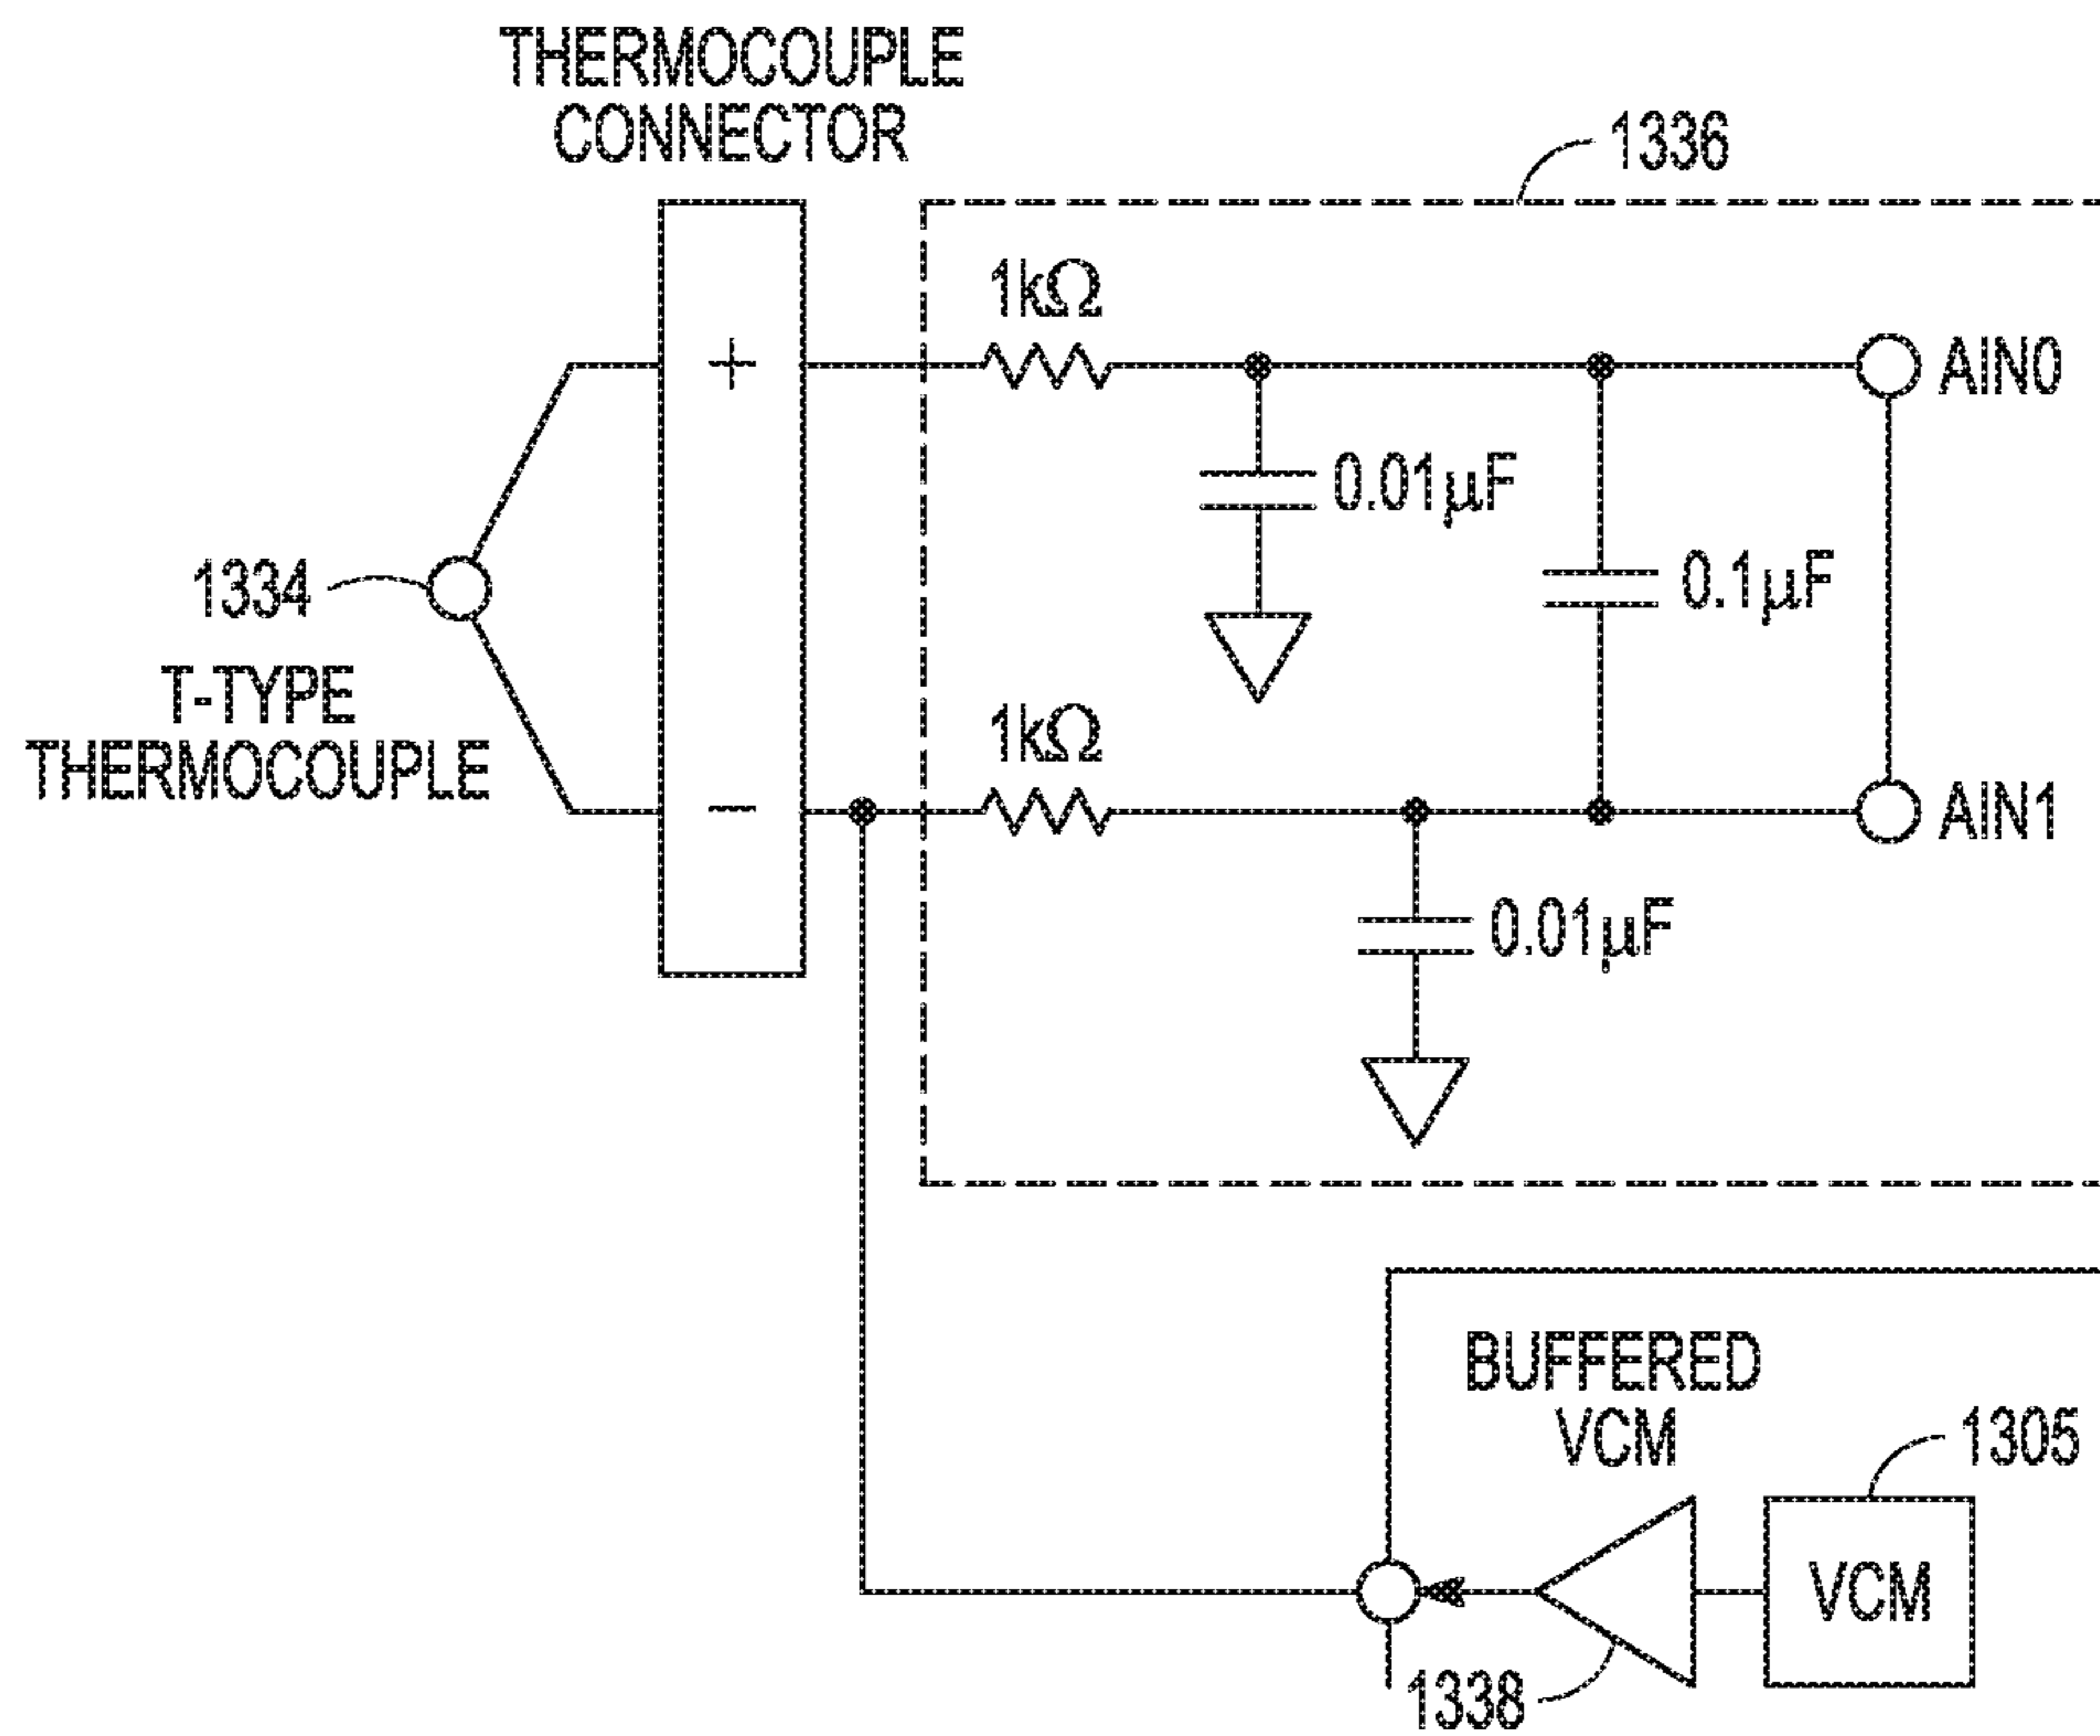 THERMOCOUPLE
CONNECTOR
1336
1kΩ
+
AIN0
0.01μF
0.1μF
1334
T-TYPE
THERMOCOUPLE
1kΩ
−
AIN1
0.01μF
BUFFERED
VCM
1305
VCM
1338